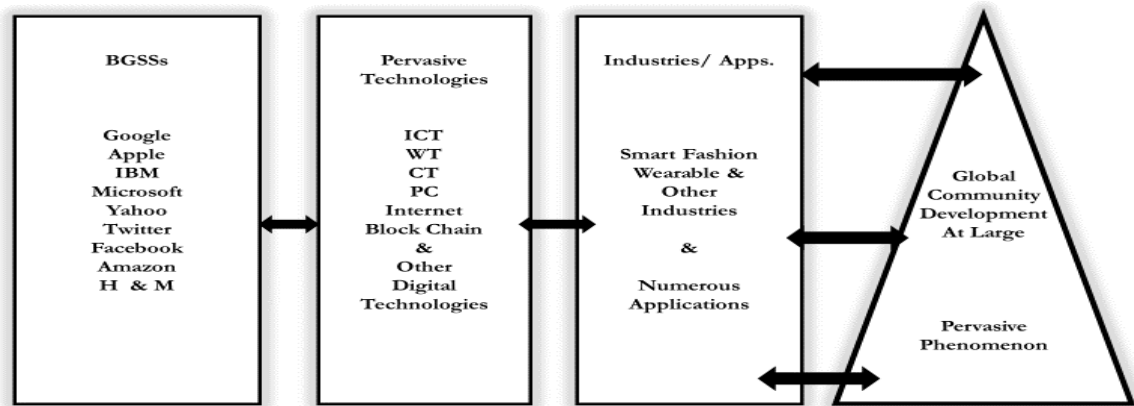 BGSSs
Google
Apple
IBM
Microsoft
Yahoo
Twitter
Facebook
Amazon
H & M
Pervasive
Technologies
ICT
WT
CT
PC
Internet
Block Chain
&
Other
Digital
Technologies
Industries/ Apps.
Smart Fashion
Wearable &
Other
Industries
&
Numerous
Applications
Global
Community
Development
At Large
Pervasive
Phenomenon